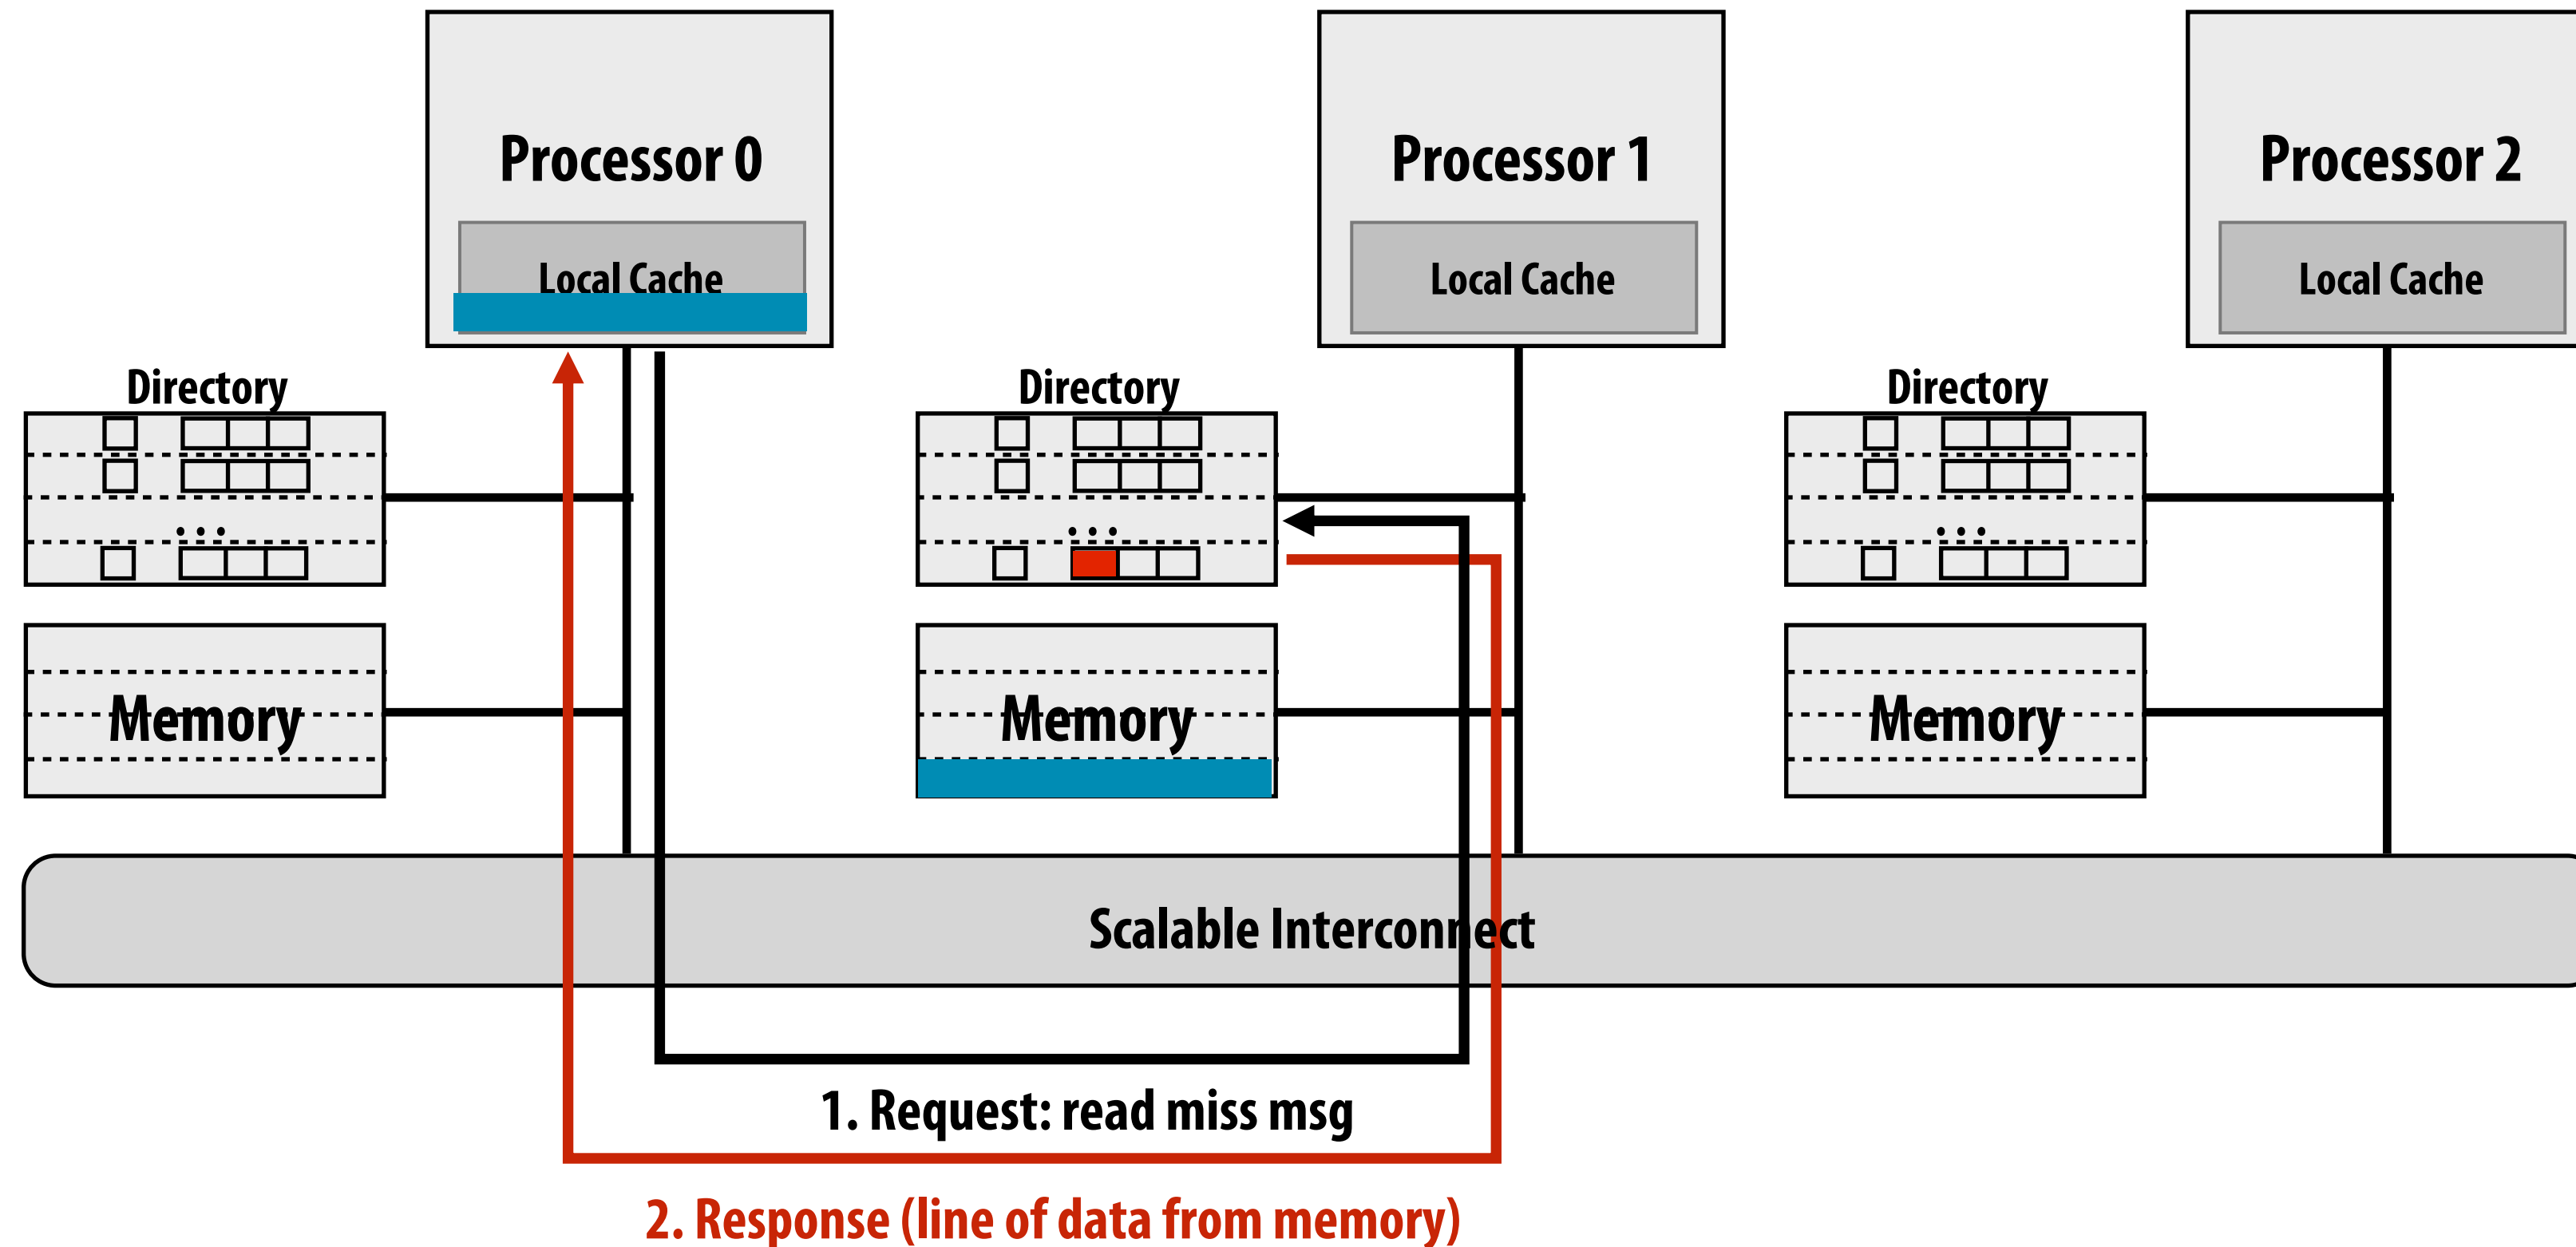 Processor 0
Processor 1
Processor 2
Local Cache
Local Cache
Local Cache
Directory
Directory
Directory
...
...
...
Memory
Memory
Memory
Scalable Interconnect
1. Request: read miss msg
2. Response (line of data from memory)